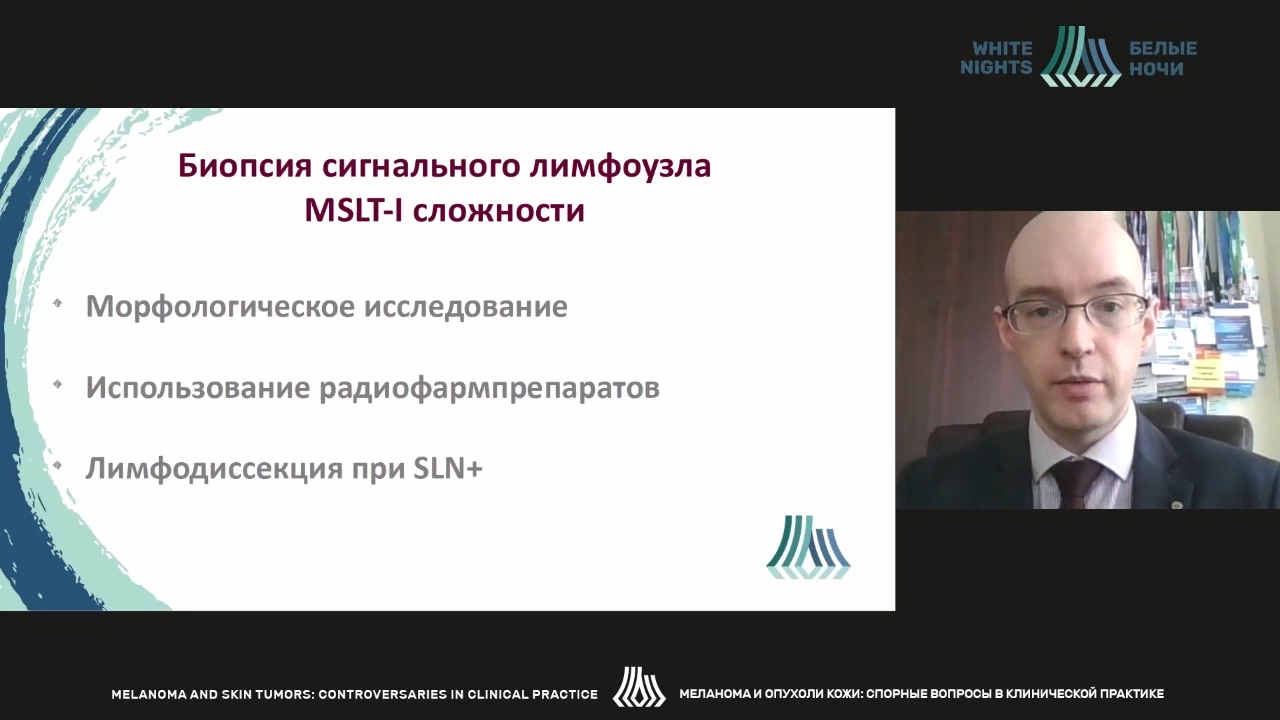 WHITE
NIGHTS
БЕЛЫЕ
НОЧИ
Биопсия сигнального лимфоузла
MSLT-I сложности
Морфологическое исследование
Использование радиофармпрепаратов
Лимфодиссекция при SLN+
MELANOMA AND SKIN TUMORS: CONTROVERSARIES IN CLINICAL PRACTICE
МЕЛАНОМА И ОПУХОЛИ КОЖИ: СПОРНЫЕ ВОПРОСЫ В КЛИНИЧЕСКОЙ ПРАКТИКЕ